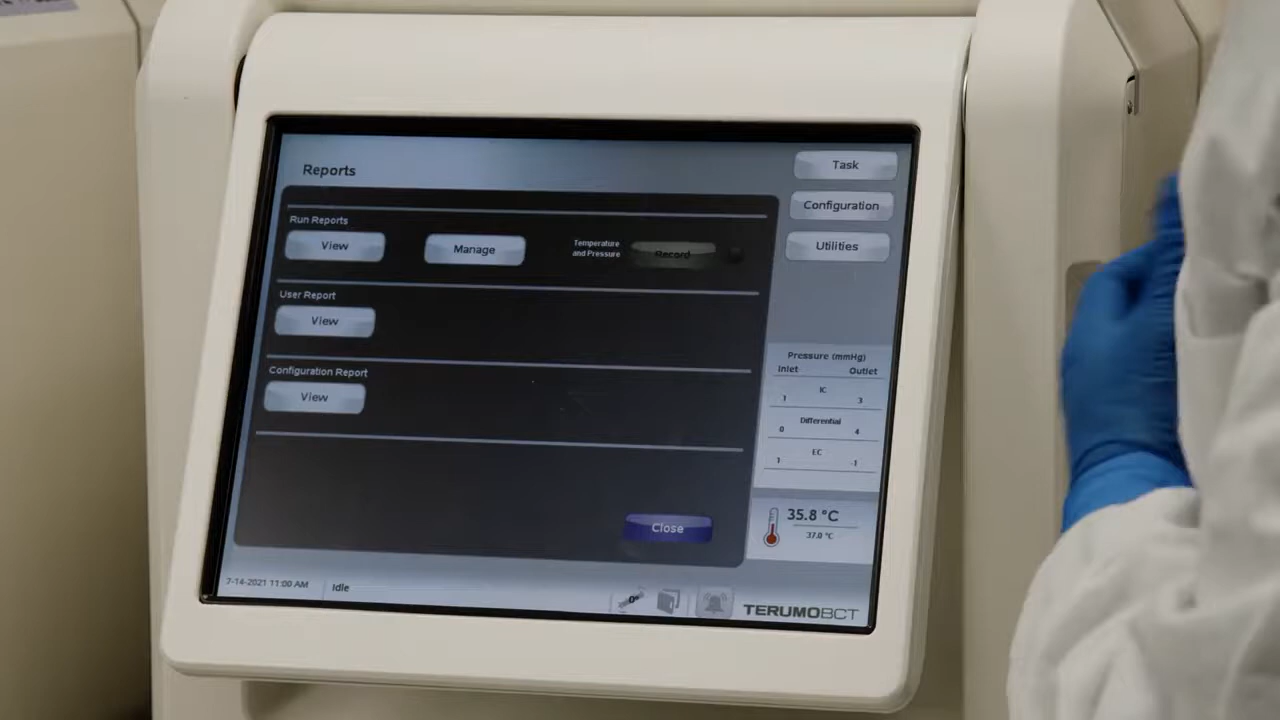 Reports
Task
Configuration
Utilities
Run Reports
View
Manage
Temperature
and Pressure
Record
User Report
View
Configuration Report
View
Close
Pressure (mmHg)
Inlet Outlet
IC
1 3
Differential
0 4
EC
1 -1
35.8 °C
37.0 °C
7-14-2021 11:00 AM Idle
0°
TERUMOBCT